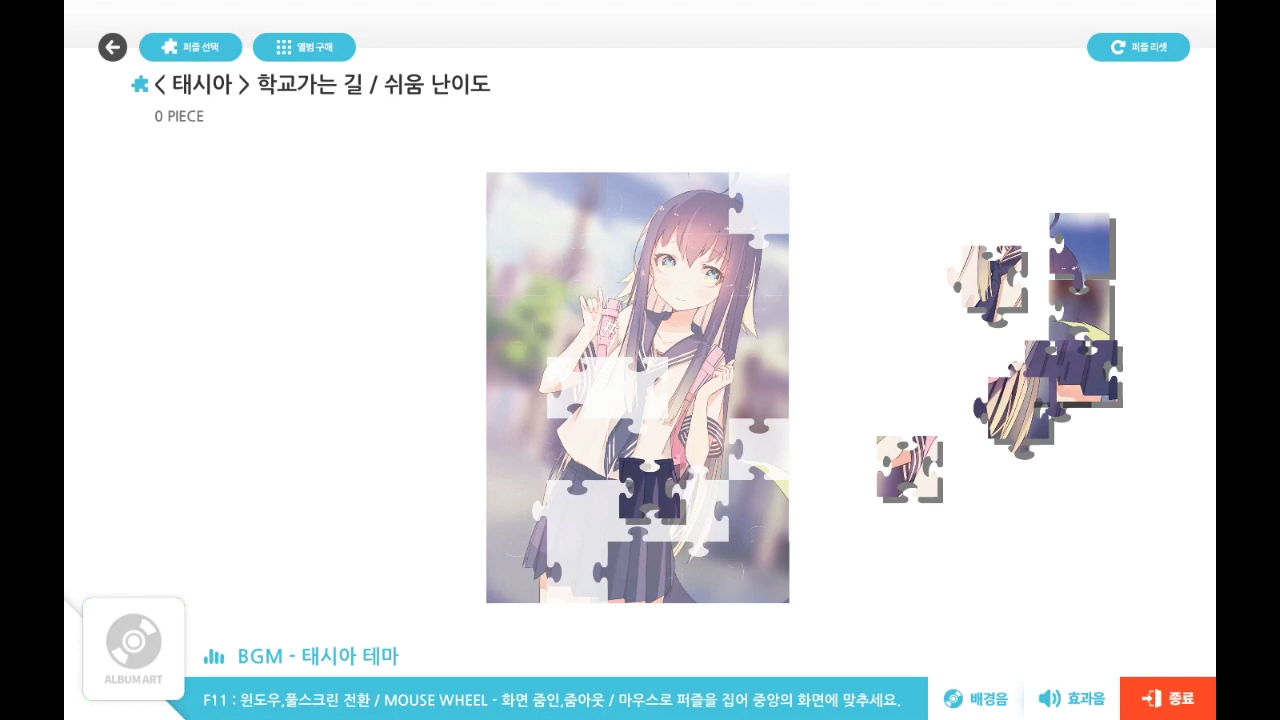 퍼즐 선택
앨범 구매
퍼즐 리셋
< 태시아 > 학교가는 길 / 쉬움 난이도
0 PIECE
ALBUM ART
BGM - 태시아 테마
F11 : 윈도우,풀스크린 전환 / MOUSE WHEEL - 화면 줌인,줌아웃 / 마우스로 퍼즐을 집어 중앙의 화면에 맞추세요.
배경음
효과음
종료